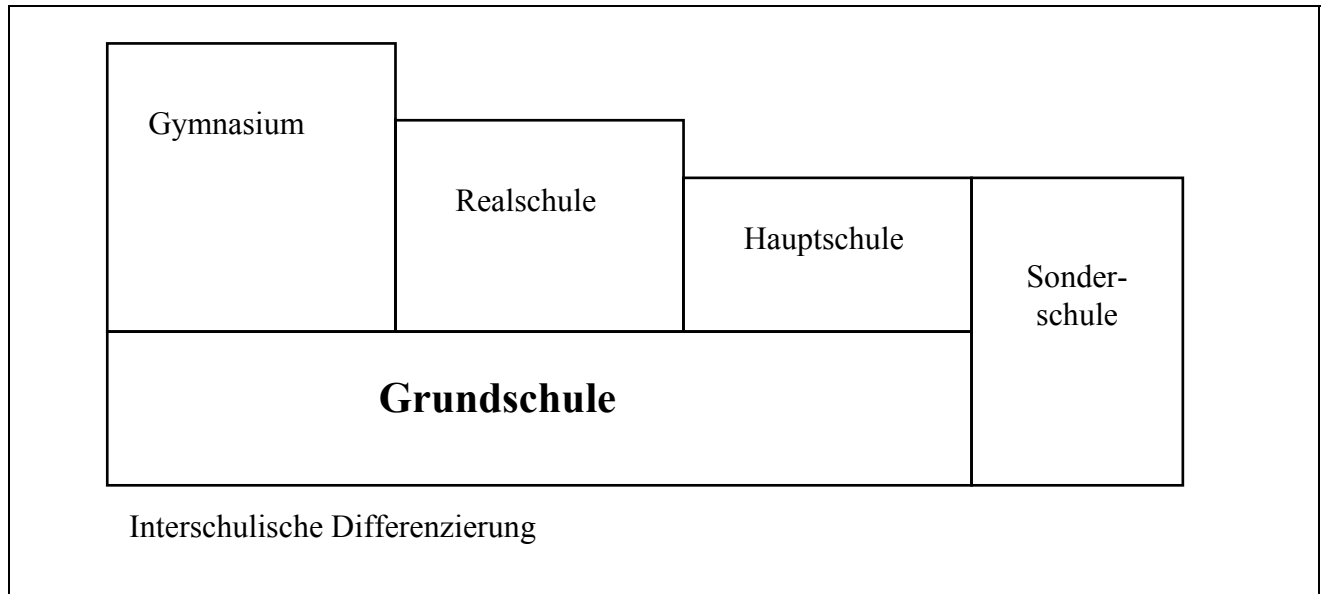 Gymnasium
Realschule
Hauptschule
Sonder-
schule
Grundschule
Interschulische Differenzierung